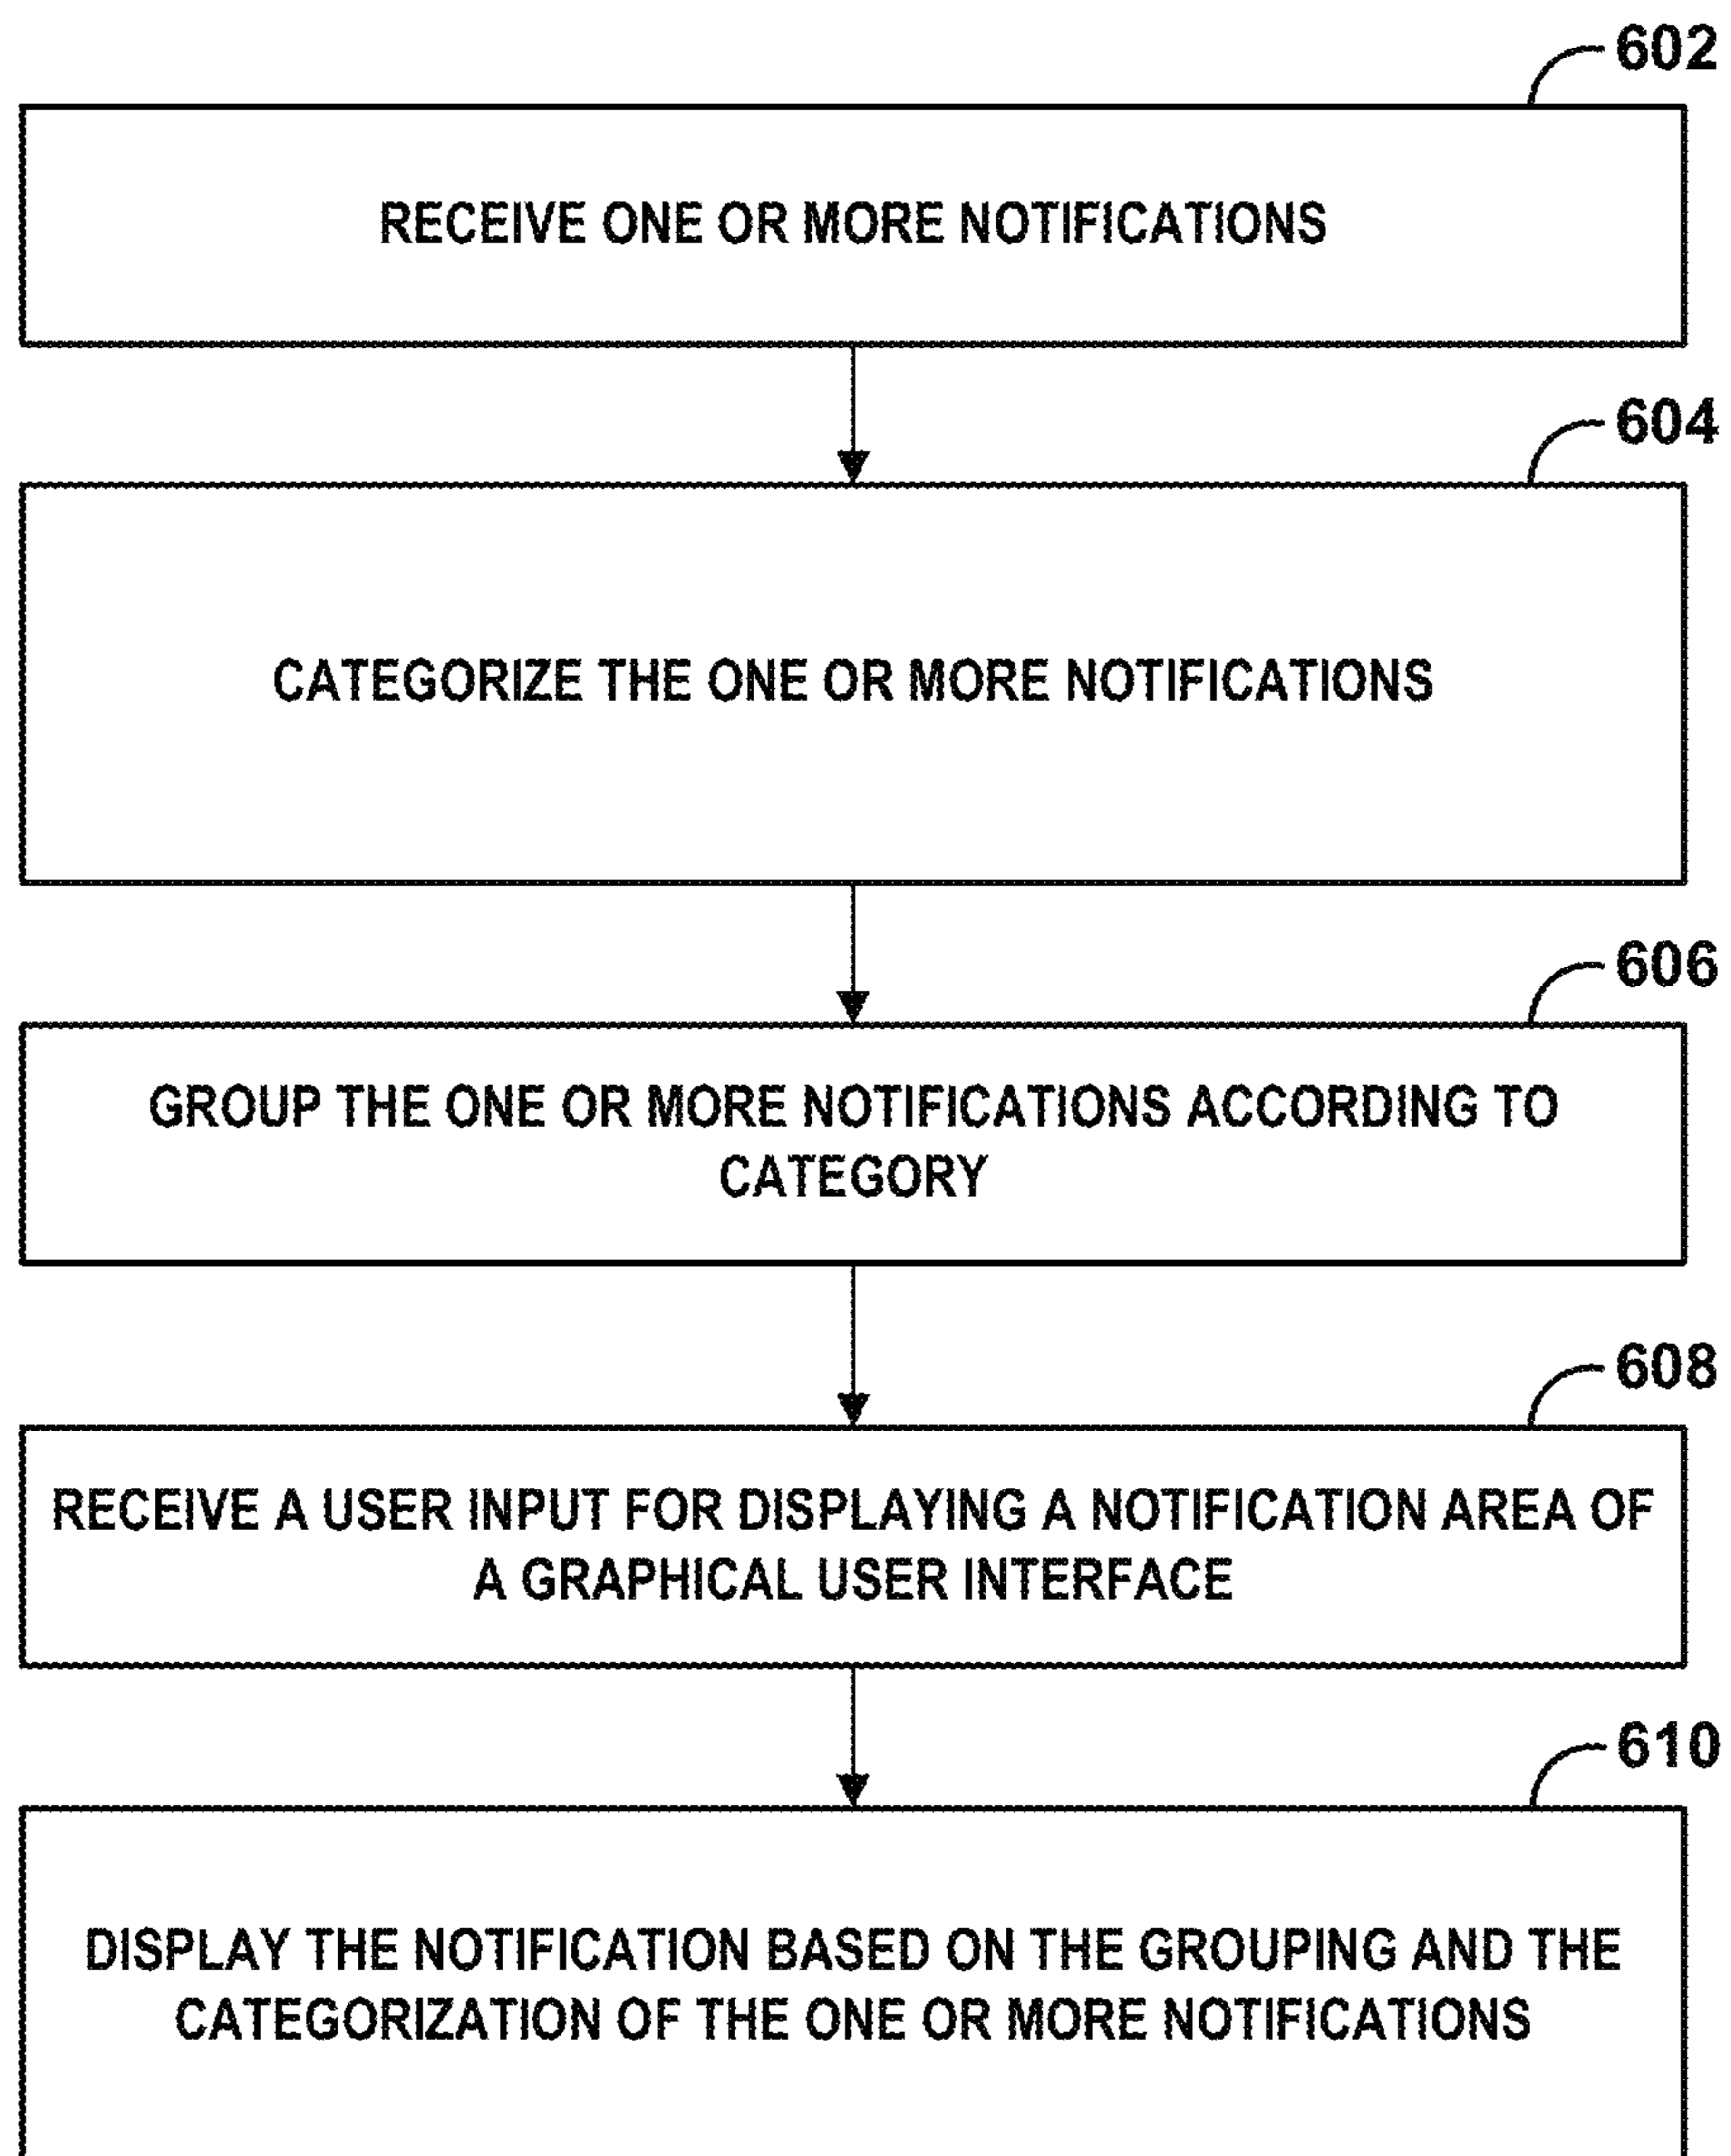 602
RECEIVE ONE OR MORE NOTIFICATIONS
604
CATEGORIZE THE ONE OR MORE NOTIFICATIONS
606
GROUP THE ONE OR MORE NOTIFICATIONS ACCORDING TO
CATEGORY
608
RECEIVE A USER INPUT FOR DISPLAYING A NOTIFICATION AREA OF
A GRAPHICAL USER INTERFACE
610
DISPLAY THE NOTIFICATION BASED ON THE GROUPING AND THE
CATEGORIZATION OF THE ONE OR MORE NOTIFICATIONS